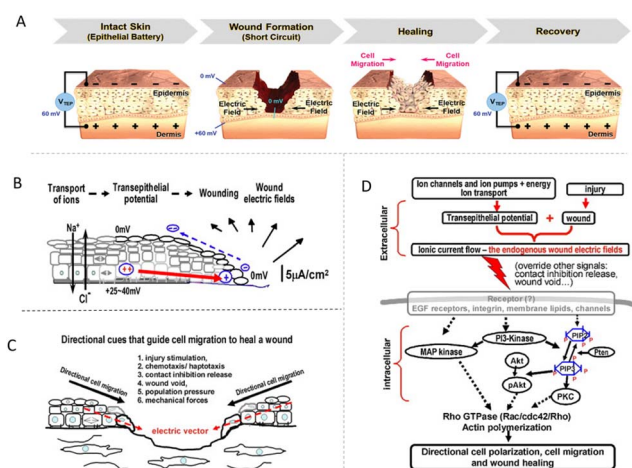 A
Intact Skin
(Epithelial Battery)
Wound Formation
(Short Circuit)
Healing
Recovery
Cell
Migration
Cell
Migration
0 mV
V TEP
60 mV
Epidermis
Dermis
0 mV
Electric
Field
Electric
Field
+60 mV
Electric
Field
Electric
Field
V TEP
60 mV
Epidermis
Dermis
B
Transport
of ions
Transepithelial
potential
Wounding
Wound
electric fields
Na+
0mV
Cl-
+25~40mV
0mV
5μA/cm²
C
Directional cues that guide cell migration to heal a wound
Directional cell migration
1. injury stimulation,
2. chemotaxis/ haptotaxis
3. contact inhibition release
4. wound void,
5. population pressure
6. mechanical forces
Directional cell migration
electric vector
D
Extracellular
Ion channels and ion pumps + energy
Ion transport
injury
Transepithelial potential
+
wound
Ionic current flow – the endogenous wound electric fields
(override other signals:
contact inhibition release,
wound void…)
Receptor (?)
EGF receptors, integrin, membrane lipids, channels
intracellular
MAP kinase
PI3-Kinase
PIP2
Akt
Pten
PIP3
pAkt
PKC
Rho GTPase (Rac/cdc42/Rho)
Actin polymerization
Directional cell polarization, cell migration
and wound healing